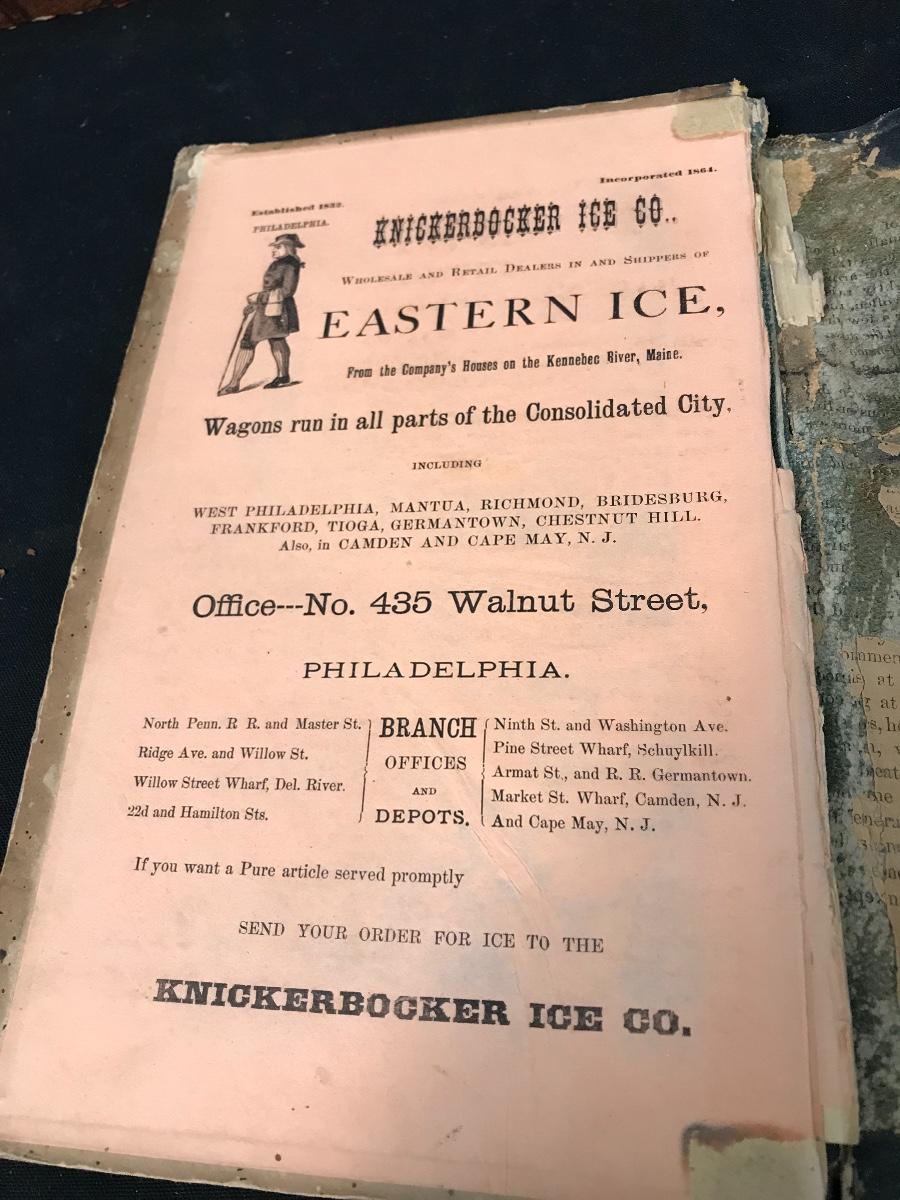 Incorporated 1864.
Established 1832.
PHILADELPHIA.
KNICKERBOCKER ICE CO.,
WHOLESALE AND RETAIL DEALERS IN AND SHIPPERS OF
EASTERN ICE,
From the Company's Houses on the Kennebec River, Maine.
Wagons run in all parts of the Consolidated City,
INCLUDING
WEST PHILADELPHIA, MANTUA, RICHMOND, BRIDESBURG,
FRANKFORD, TIOGA, GERMANTOWN, CHESTNUT HILL.
Also, in CAMDEN AND CAPE MAY, N. J.
Office---No. 435 Walnut Street,
PHILADELPHIA.
North Penn. R R. and Master St.
Ridge Ave. and Willow St.
Willow Street Wharf, Del. River.
22d and Hamilton Sts.
BRANCH
OFFICES
AND
DEPOTS.
Ninth St. and Washington Ave.
Pine Street Wharf, Schuylkill.
Armat St., and R. R. Germantown.
Market St. Wharf, Camden, N. J.
And Cape May, N. J.
If you want a Pure article served promptly
SEND YOUR ORDER FOR ICE TO THE
KNICKERBOCKER ICE CO.